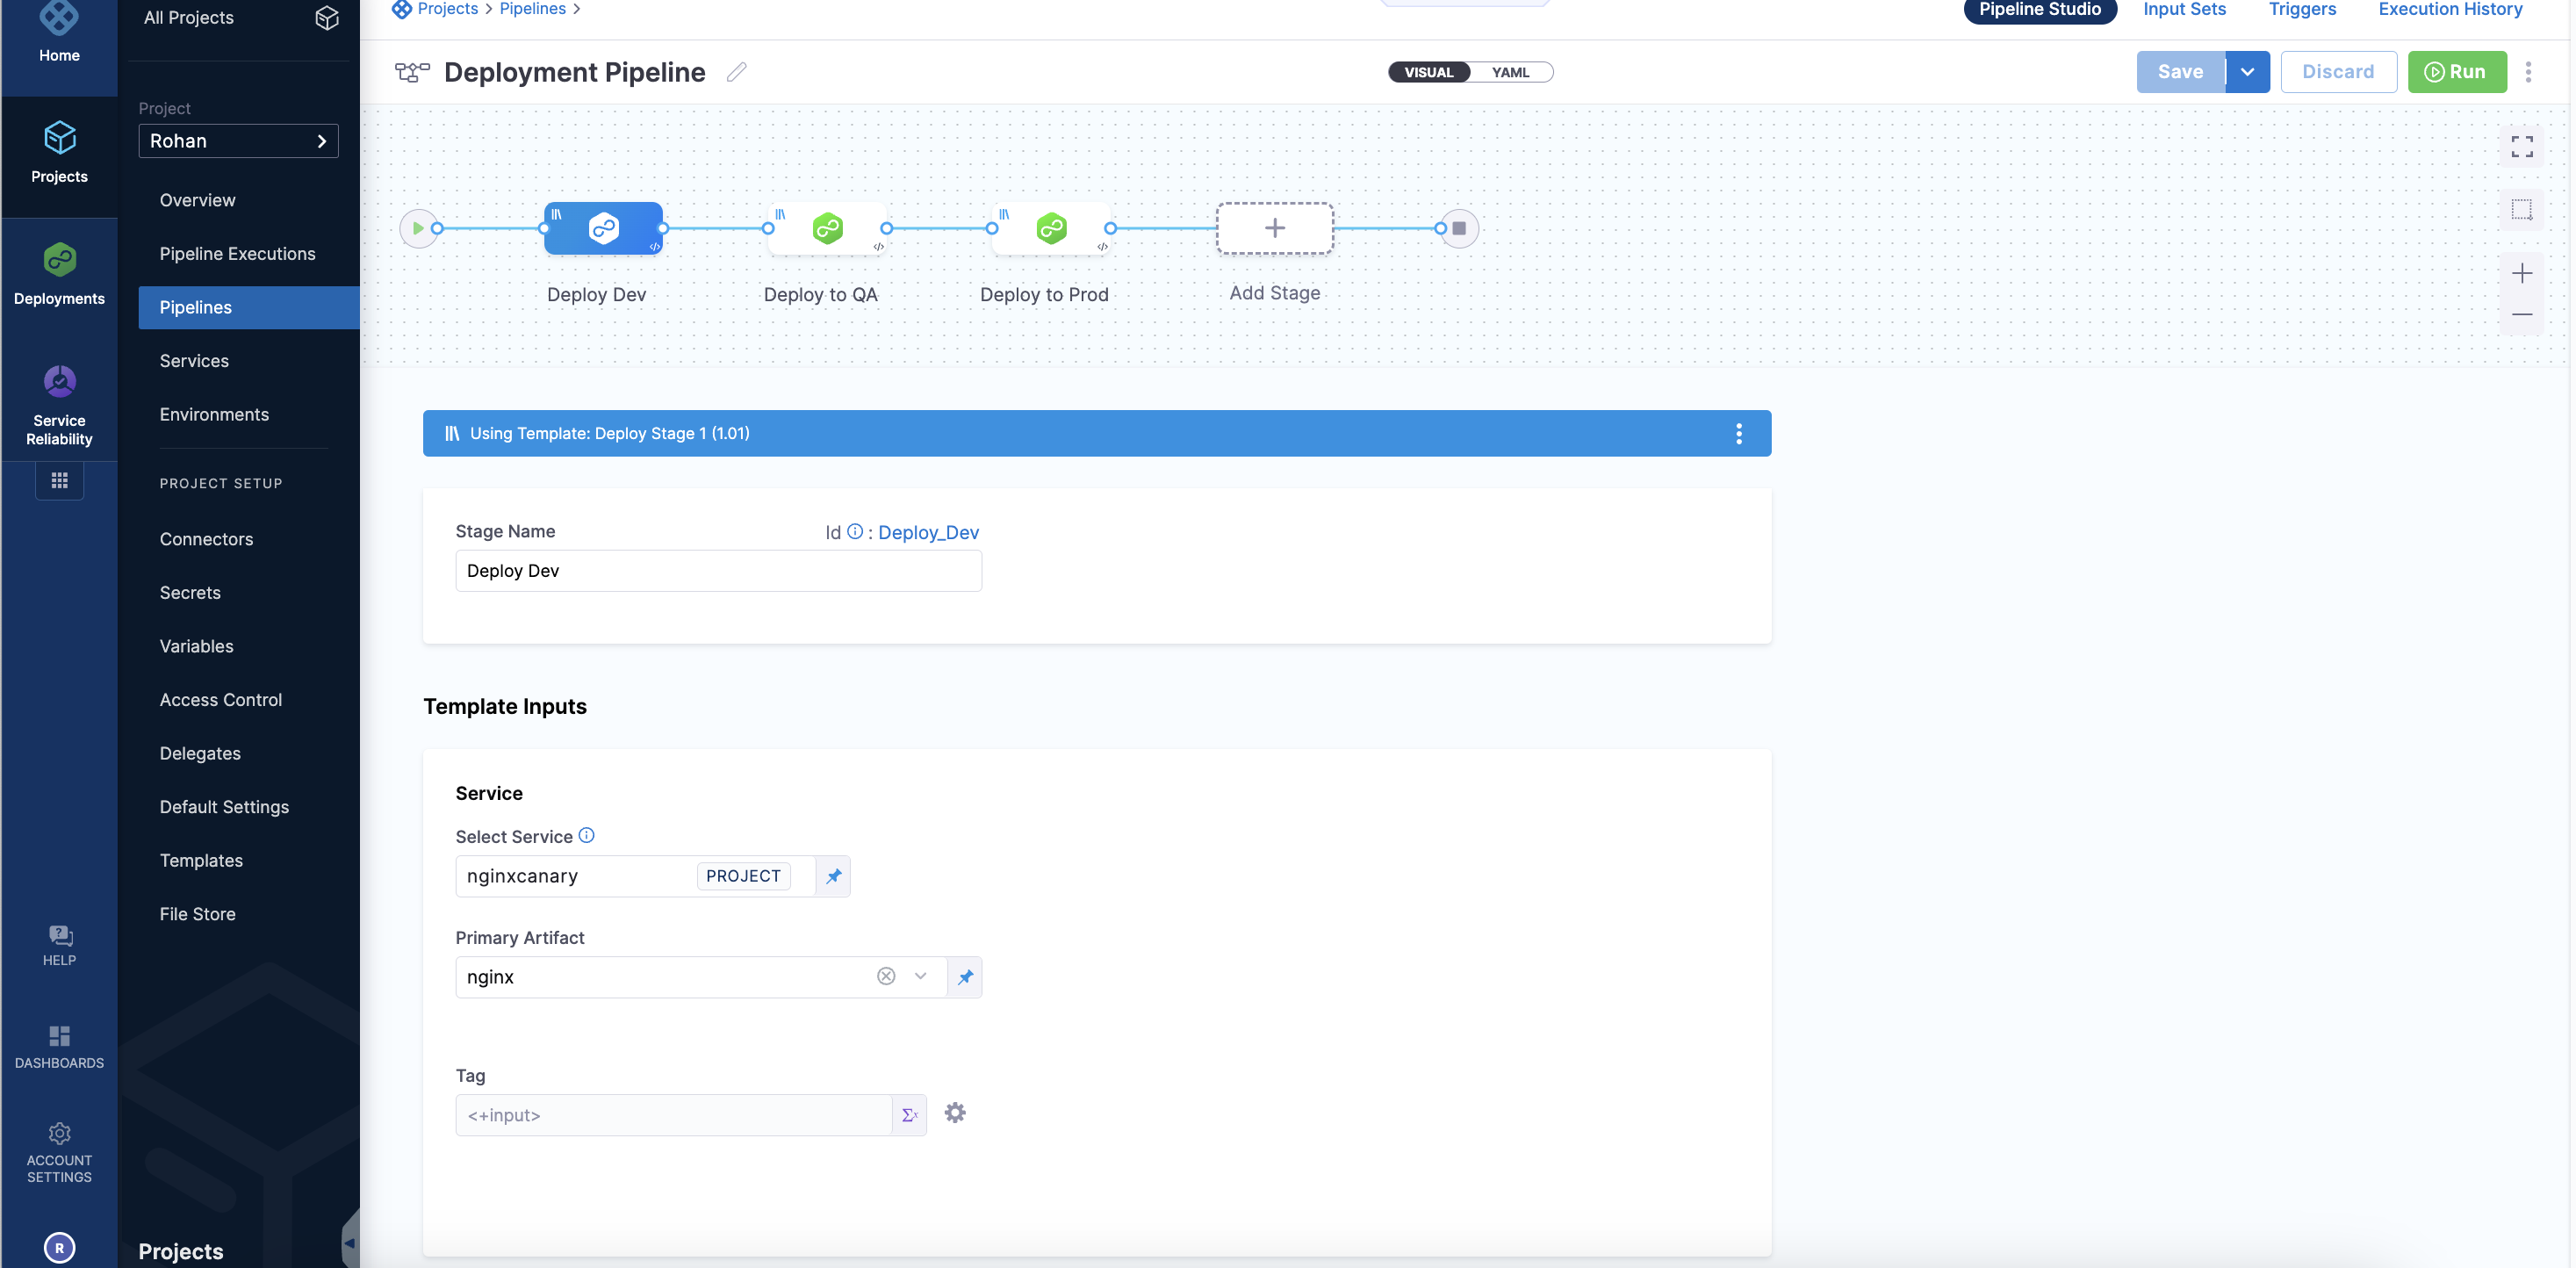 Home
Projects
Deployments
Service
Reliability
HELP
DASHBOARDS
ACCOUNT
SETTINGS
R
All Projects
Project
Rohan
Overview
Pipeline Executions
Pipelines
Services
Environments
PROJECT SETUP
Connectors
Secrets
Variables
Access Control
Delegates
Default Settings
Templates
File Store
Projects
Projects > Pipelines >
Pipeline Studio Input Sets Triggers Execution History
Deployment Pipeline
VISUAL YAML
Save Discard Run
Deploy Dev Deploy to QA Deploy to Prod Add Stage
Using Template: Deploy Stage 1 (1.01)
Stage Name Id : Deploy_Dev
Deploy Dev
Template Inputs
Service
Select Service
nginxcanary PROJECT
Primary Artifact
nginx
Tag
<+input>